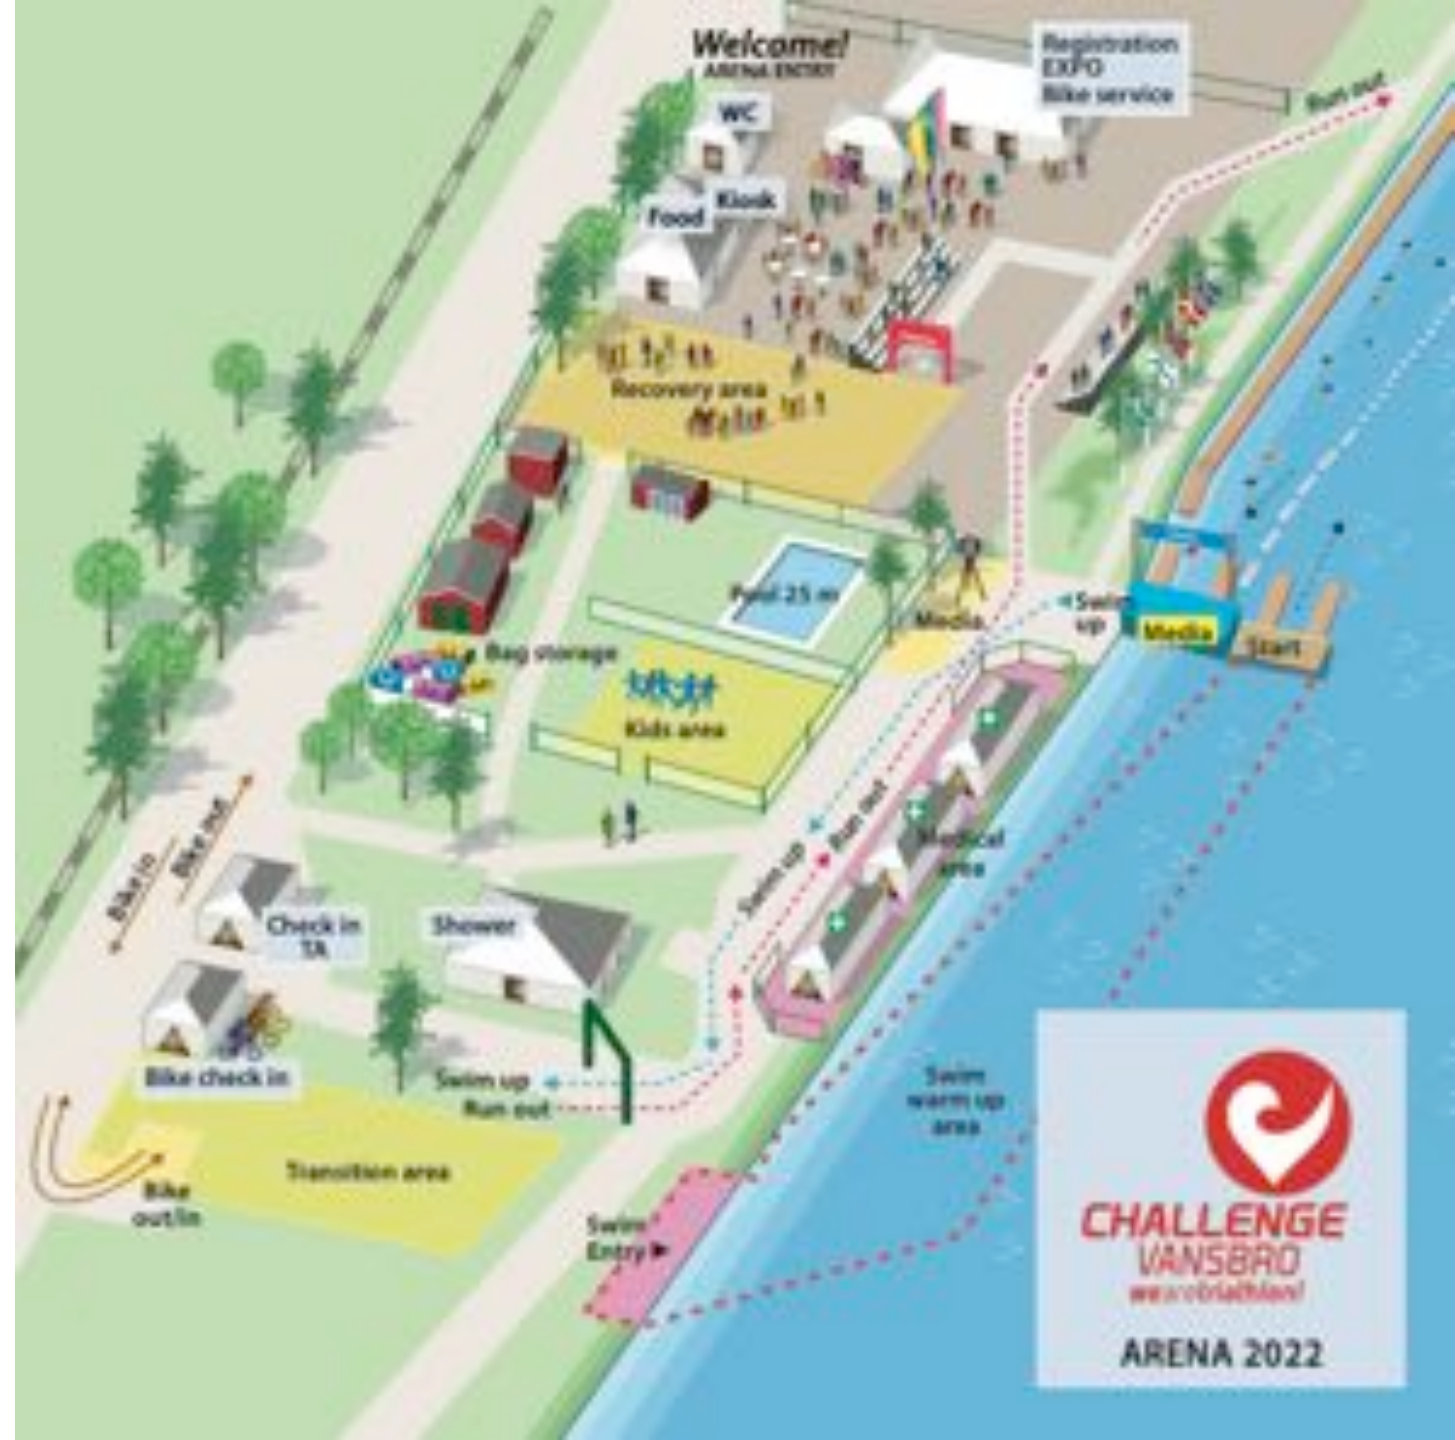 Welcome!
ARENA ENTRY
Registration
EXPO
Bike service
Run out
WC
Kiosk
Food
Recovery area
Pool 25 m
Media
Swim
up
Media
Start
Bag storage
Kids area
Bike in
Bike out
Swim up
Run out
Medical
area
Check in
TA
Shower
Bike check in
Swim up
Run out
Transition area
Bike
out/in
Swim
warm up
area
Swim
Entry
CHALLENGE
VANSBRO
wearetriathlon!
ARENA 2022